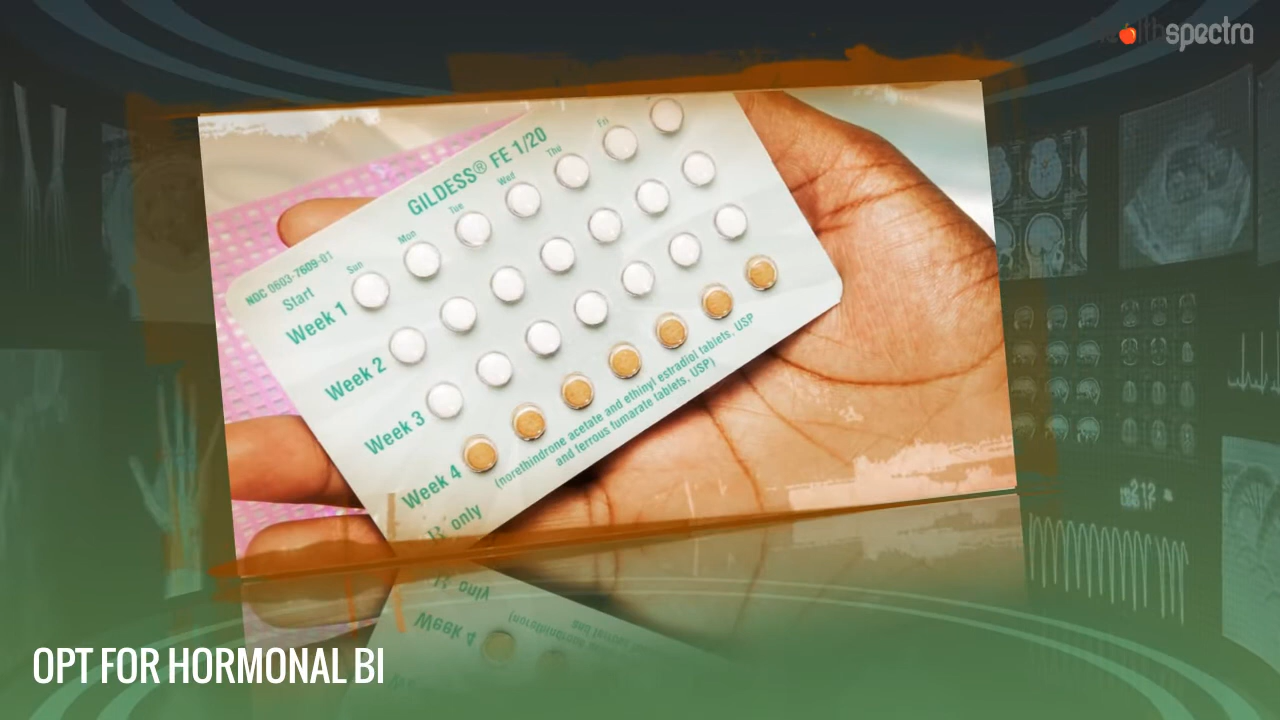 healthspectra
GILDESS® FE 1/20
NDC 0603-7609-01
Start
Sun
Mon
Tue
Wed
Thu
Fri
Week 1
Week 2
Week 3
Week 4
(norethindrone acetate and ethinyl estradiol tablets, USP
and ferrous fumarate tablets, USP)
Rx only
OPT FOR HORMONAL BI